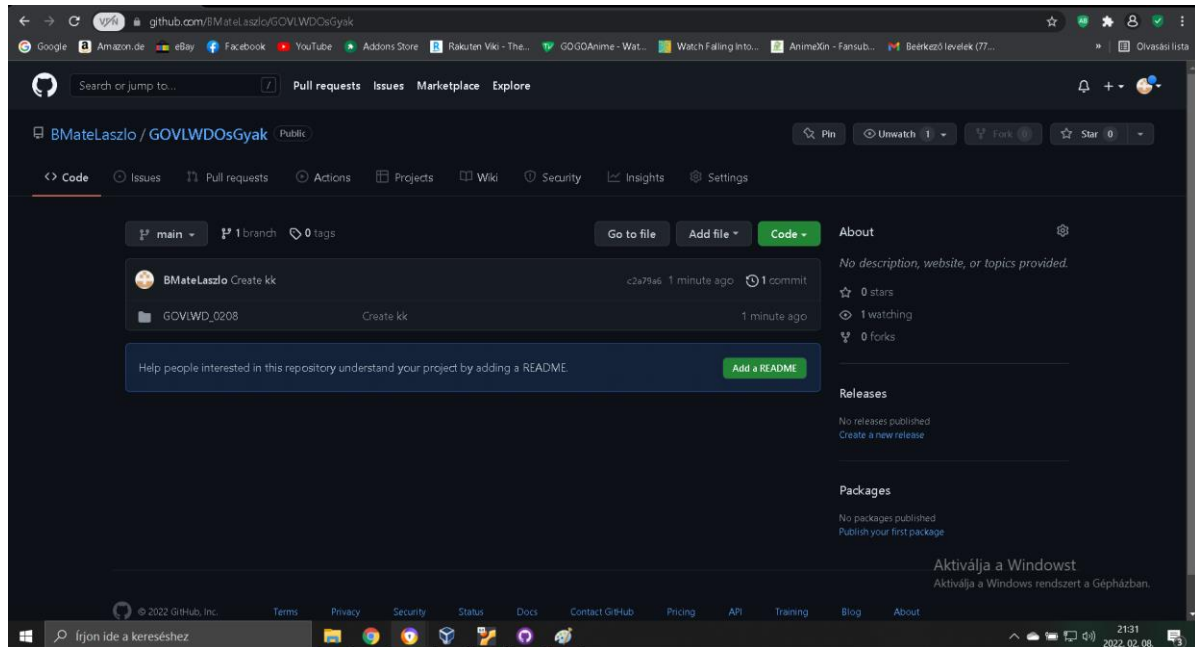 VPN github.com/BMateLaszlo/GOVLWDOsGyak
Google Amazon.de eBay Facebook YouTube Addons Store Rakuten Viki - The... GOGOAnime - Wat... Watch Falling Into... AnimeXin - Fansub... Beérkező levelek (77... » Olvasási lista
Search or jump to... / Pull requests Issues Marketplace Explore
BMateLaszlo / GOVLWDOsGyak Public Pin Unwatch 1 Fork 0 Star 0
Code Issues Pull requests Actions Projects Wiki Security Insights Settings
main 1 branch 0 tags Go to file Add file Code
BMateLaszlo Create kk c2a79a6 1 minute ago 1 commit
GOVLWD_0208 Create kk 1 minute ago
Help people interested in this repository understand your project by adding a README. Add a README
About
No description, website, or topics provided.
0 stars
1 watching
0 forks
Releases
No releases published
Create a new release
Packages
No packages published
Publish your first package
Aktiválja a Windowst
Aktiválja a Windows rendszert a Gépházban.
© 2022 GitHub, Inc. Terms Privacy Security Status Docs Contact GitHub Pricing API Training Blog About
Írjon ide a kereséshez
21:31
2022. 02. 08.
3